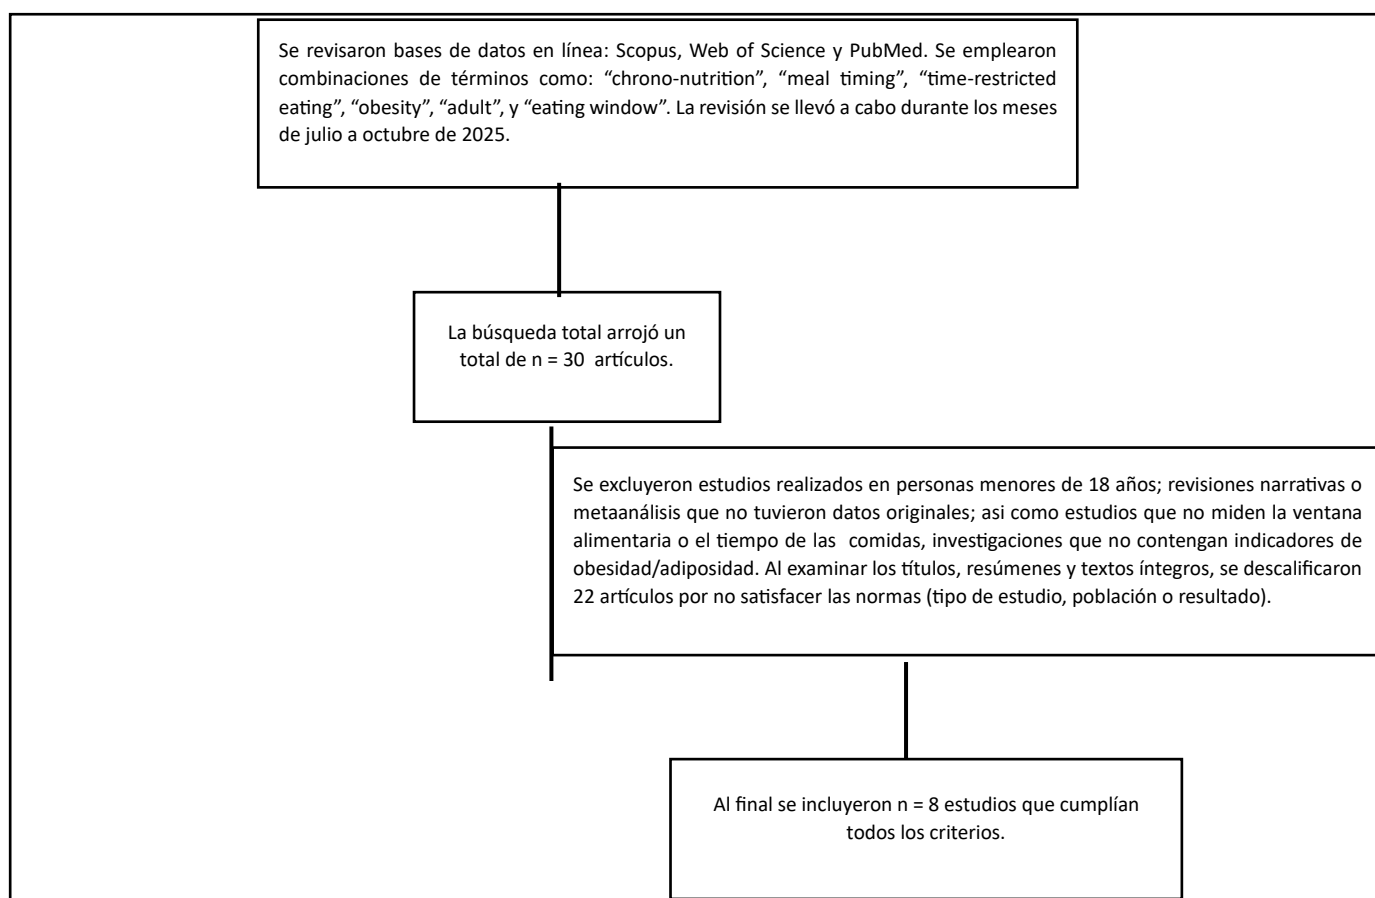 Se revisaron bases de datos en línea: Scopus, Web of Science y PubMed. Se emplearon
combinaciones de términos como: “chrono-nutrition”, “meal timing”, “time-restricted
eating”, “obesity”, “adult”, y “eating window”. La revisión se llevó a cabo durante los meses
de julio a octubre de 2025.
La búsqueda total arrojó un
total de n = 30 artículos.
Se excluyeron estudios realizados en personas menores de 18 años; revisiones narrativas o
metaanálisis que no tuvieron datos originales; asi como estudios que no miden la ventana
alimentaria o el tiempo de las comidas, investigaciones que no contengan indicadores de
obesidad/adiposidad. Al examinar los títulos, resúmenes y textos íntegros, se descalificaron
22 artículos por no satisfacer las normas (tipo de estudio, población o resultado).
Al final se incluyeron n = 8 estudios que cumplían
todos los criterios.